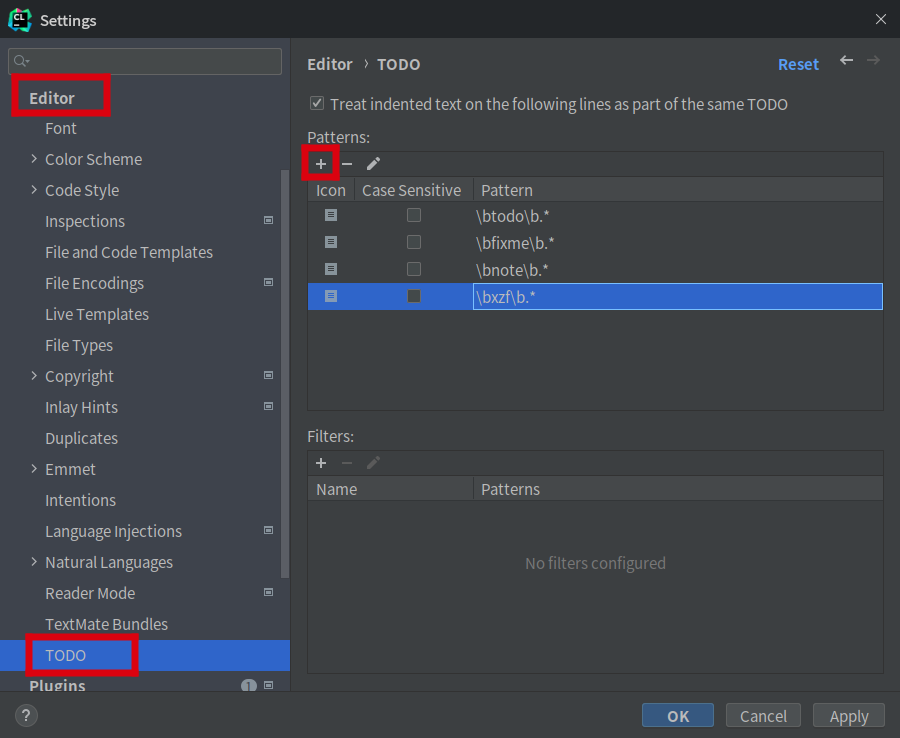 CL
Settings
Editor
Font
Color Scheme
Code Style
Inspections
File and Code Templates
File Encodings
Live Templates
File Types
Copyright
Inlay Hints
Duplicates
Emmet
Intentions
Language Injections
Natural Languages
Reader Mode
TextMate Bundles
TODO
Plugins 1
?
Editor › TODO Reset
Treat indented text on the following lines as part of the same TODO
Patterns:
Icon Case Sensitive Pattern
\btodo\b.*
\bfixme\b.*
\bnote\b.*
\bxzf\b.*
Filters:
Name Patterns
No filters configured
OK Cancel Apply